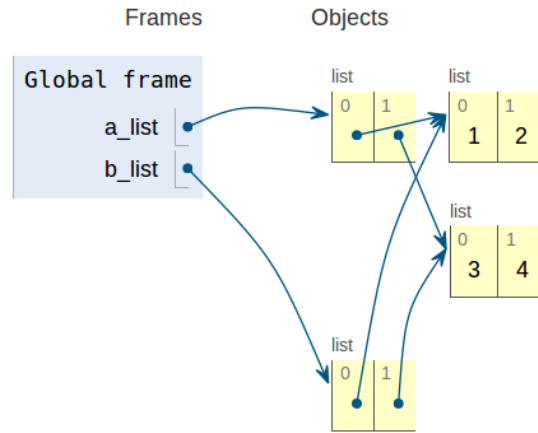 Frames Objects
Global frame
a_list
b_list
list list
0 1 0 1
1 2
list
0 1
3 4
list
0 1